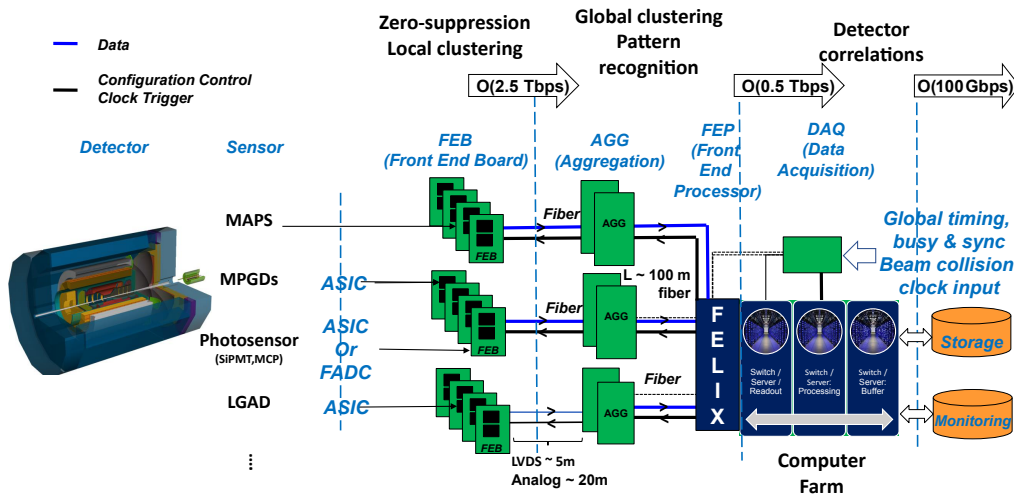 Zero-suppression
Local clustering
Global clustering
Pattern
recognition
Detector
correlations
Data
Configuration Control
Clock Trigger
O(2.5 Tbps)
O(0.5 Tbps)
O(100 Gbps)
Detector
Sensor
FEB
(Front End Board)
AGG
(Aggregation)
FEP
(Front
End
Processor)
DAQ
(Data
Acquisition)
MAPS
FEB
Fiber
AGG
Global timing,
busy & sync
Beam collision
clock input
L ~ 100 m
fiber
MPGDs
ASIC
Photosensor
(SiPMT,MCP)
ASIC
Or
FADC
FEB
Fiber
AGG
FELIX
Switch /
Server /
Readout
Switch /
Server:
Processing
Switch /
Server:
Buffer
Storage
LGAD
ASIC
FEB
Fiber
AGG
Monitoring
....
LVDS ~ 5m
Analog ~ 20m
Computer
Farm